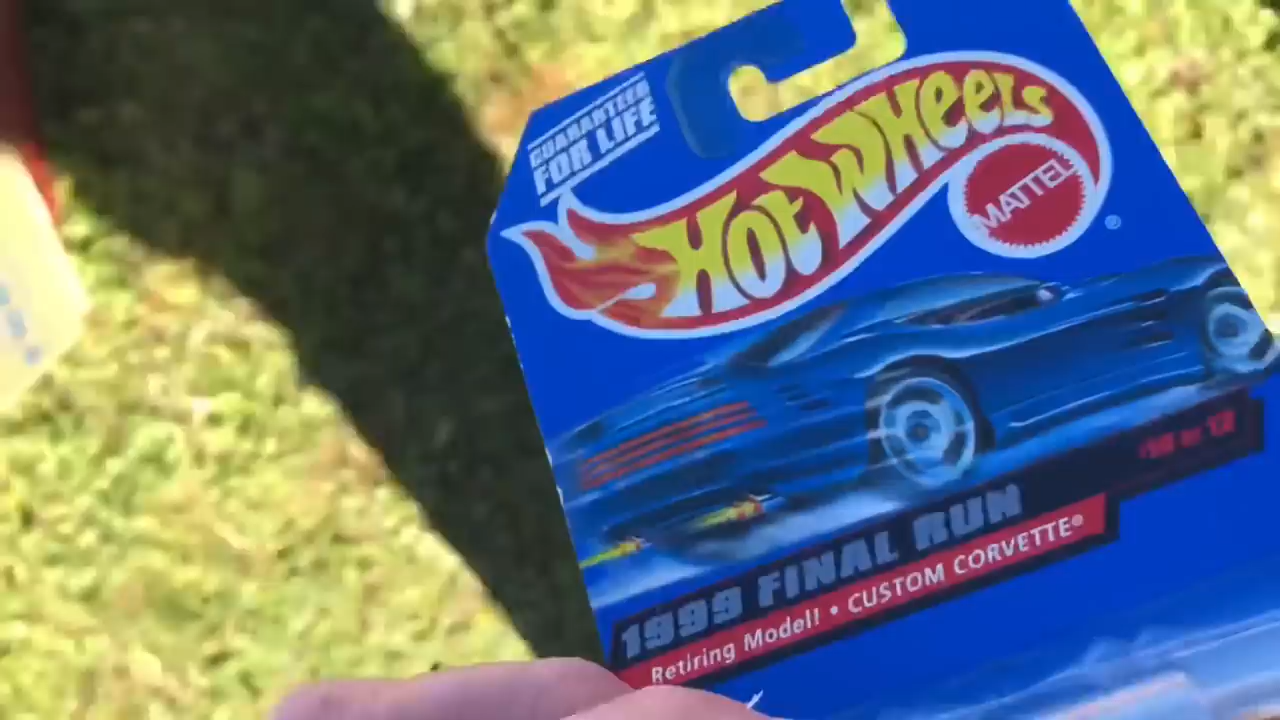 GUARANTEED
FOR LIFE
HOT WHEELS
MATTEL
®
1999 FINAL RUN
Retiring Model! • CUSTOM CORVETTE®